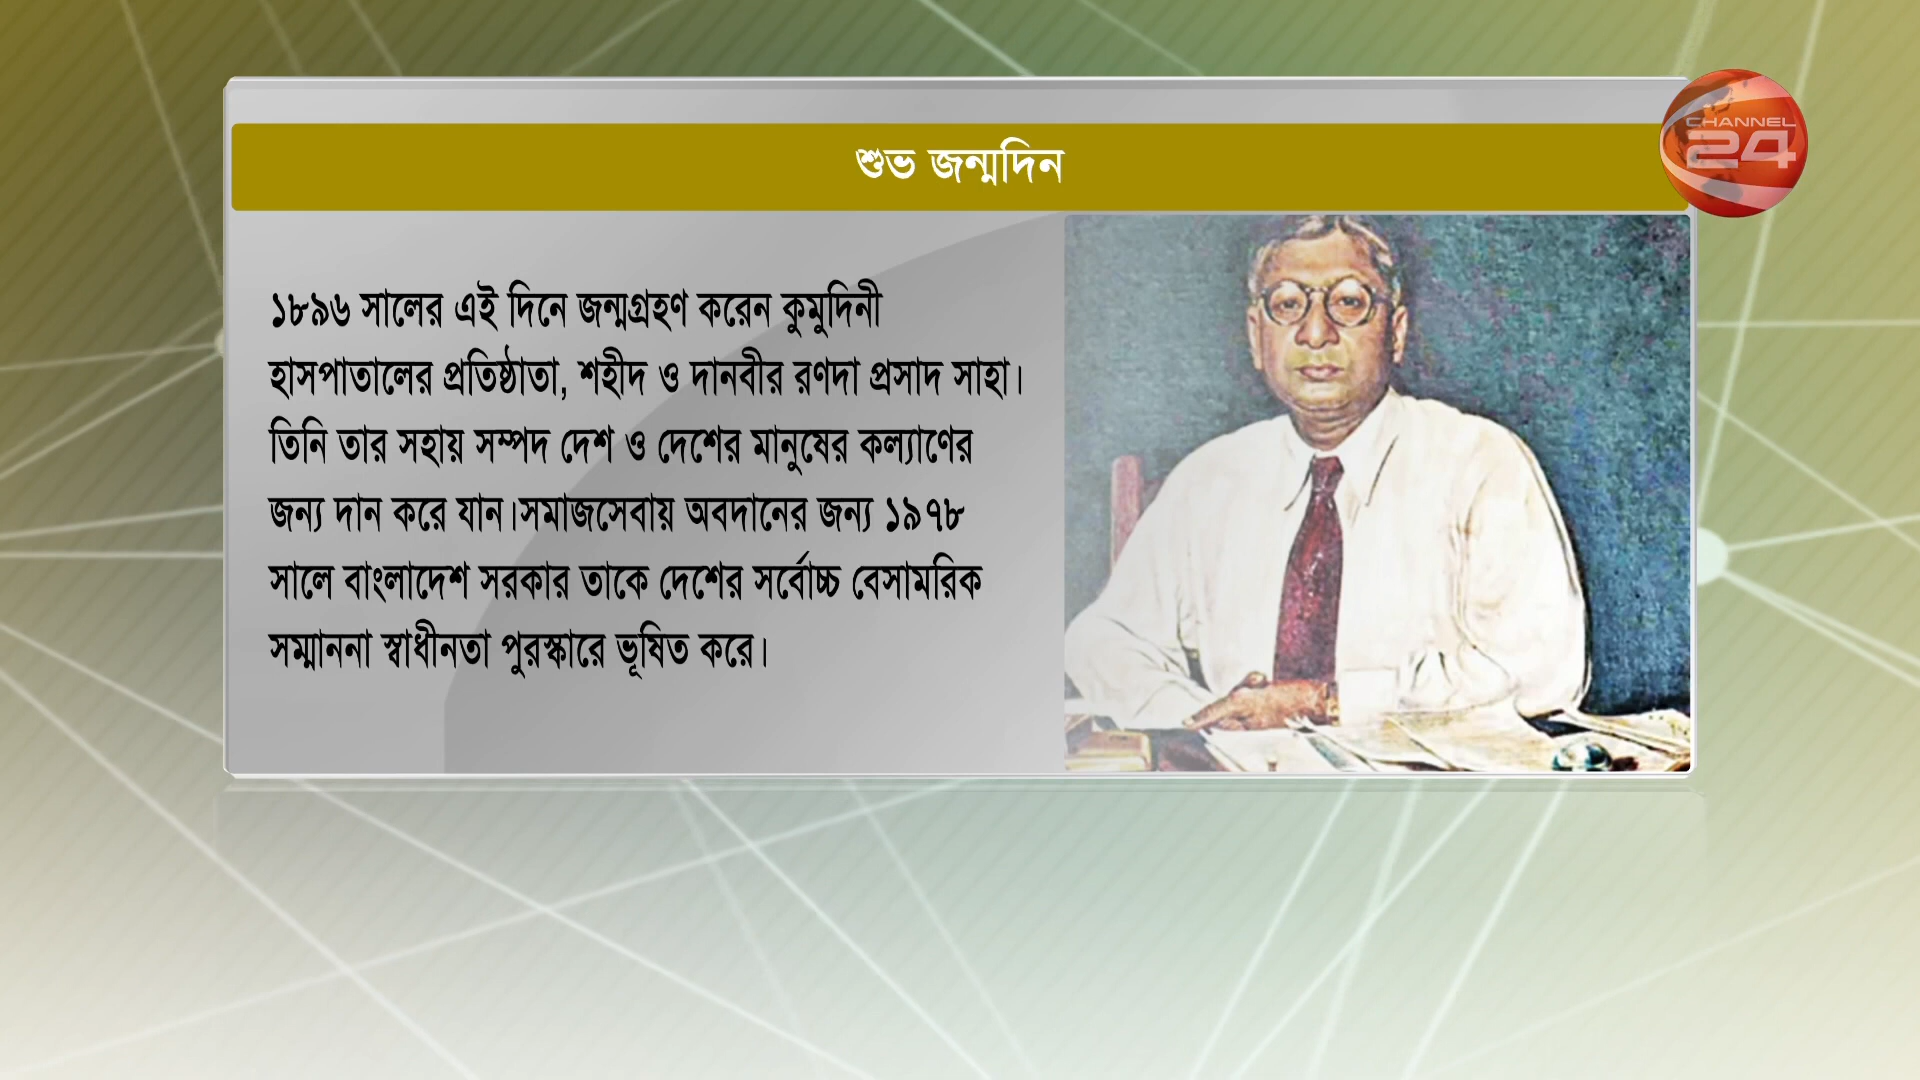 শুভ জন্মদিন
CHANNEL
24
১৮৯৬ সালের এই দিনে জন্মগ্রহণ করেন কুমুদিনী
হাসপাতালের প্রতিষ্ঠাতা, শহীদ ও দানবীর রণদা প্রসাদ সাহা।
তিনি তার সহায় সম্পদ দেশ ও দেশের মানুষের কল্যাণের
জন্য দান করে যান।সমাজসেবায় অবদানের জন্য ১৯৭৮
সালে বাংলাদেশ সরকার তাকে দেশের সর্বোচ্চ বেসামরিক
সম্মাননা স্বাধীনতা পুরস্কারে ভূষিত করে।